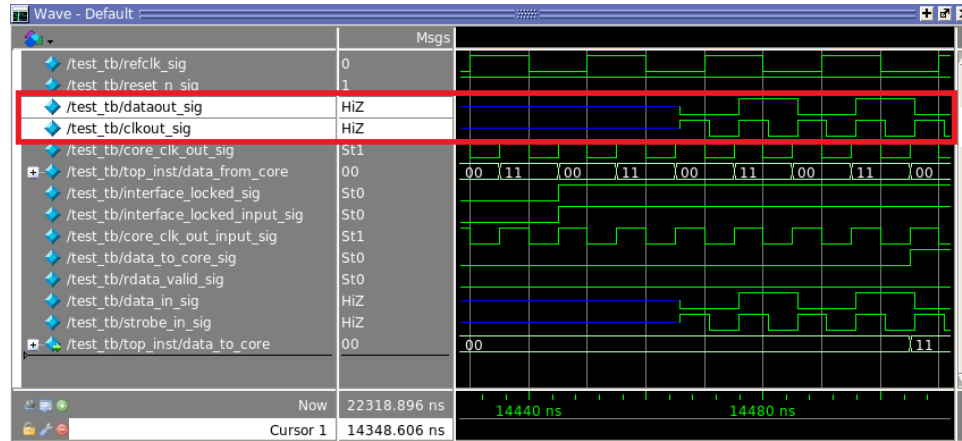 Wave - Default
Msgs
/test_tb/refclk_sig 0
/test_tb/reset_n_sig 1
/test_tb/dataout_sig HiZ
/test_tb/clkout_sig HiZ
/test_tb/core_clk_out_sig St1
/test_tb/top_inst/data_from_core 00 00 11 00 11 00 11 00 11 00
/test_tb/interface_locked_sig St0
/test_tb/interface_locked_input_sig St0
/test_tb/core_clk_out_input_sig St1
/test_tb/data_to_core_sig St0
/test_tb/rdata_valid_sig St0
/test_tb/data_in_sig HiZ
/test_tb/strobe_in_sig HiZ
/test_tb/top_inst/data_to_core 00 00 11
Now 22318.896 ns 14440 ns 14480 ns
Cursor 1 14348.606 ns